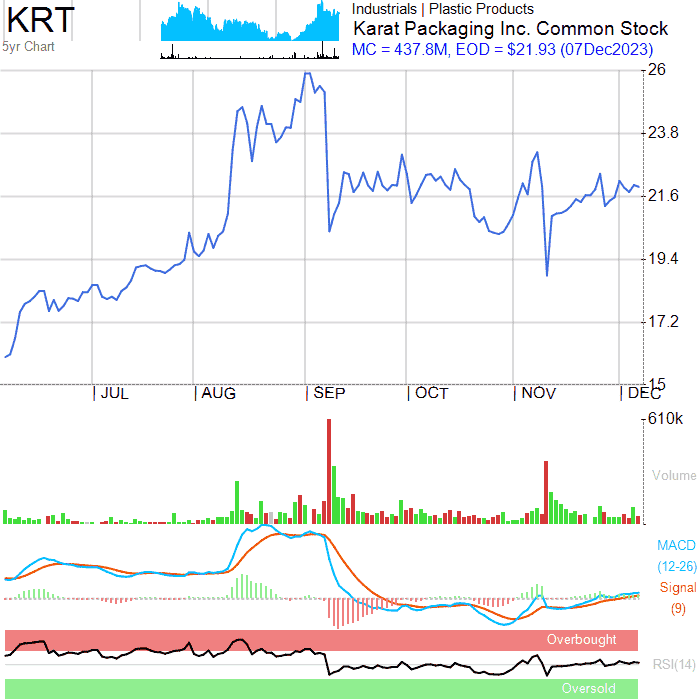 KRT
5yr Chart
Industrials | Plastic Products
Karat Packaging Inc. Common Stock
MC = 437.8M, EOD = $21.93 (07Dec2023)
26
23.8
21.6
19.4
17.2
15
JUL AUG SEP OCT NOV DEC
610k
Volume
MACD
(12-26)
Signal
(9)
Overbought
RSI(14)
Oversold